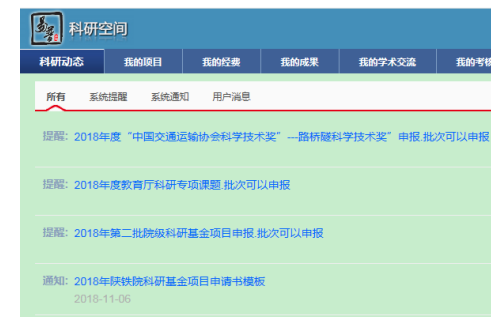 易普
科研空间
科研动态 我的项目 我的经费 我的成果 我的学术交流 我的考核
所有 系统提醒 系统通知 用户消息
提醒: 2018年度“中国交通运输协会科学技术奖”---路桥隧科学技术奖”申报.批次可以申报
提醒: 2018年度教育厅科研专项课题.批次可以申报
提醒: 2018年第二批院级科研基金项目申报.批次可以申报
通知: 2018年陕铁院科研基金项目申请书模板
2018-11-06